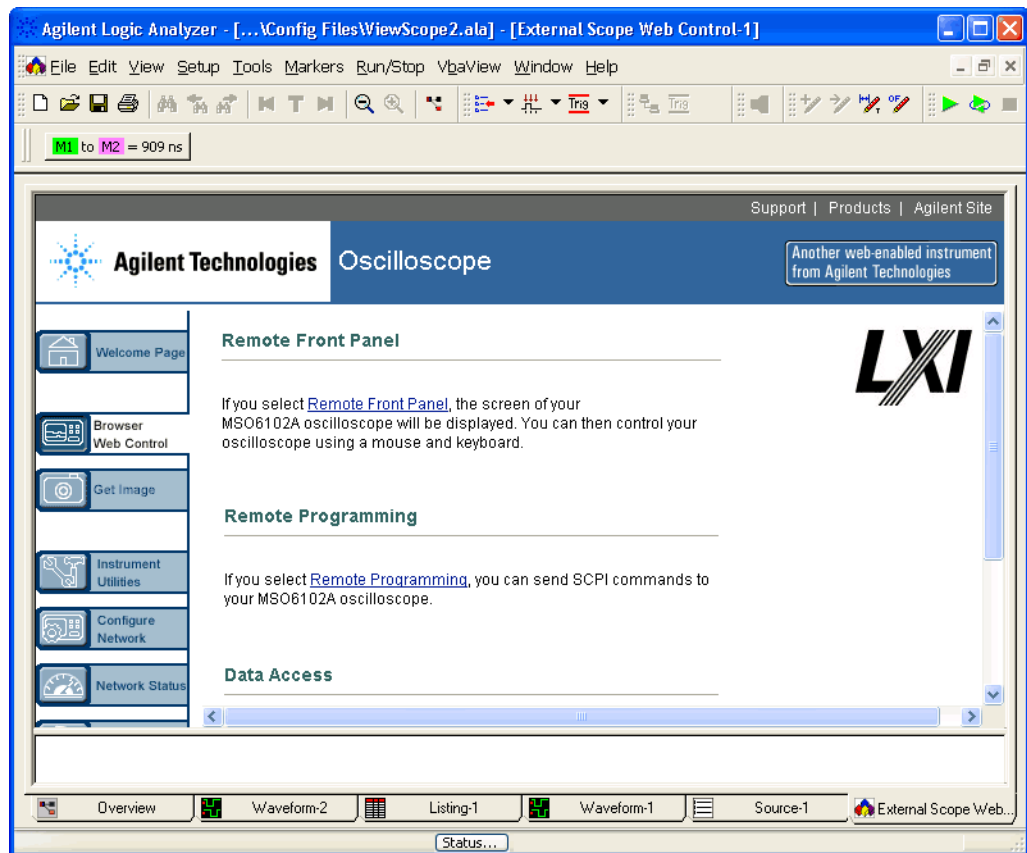 Agilent Logic Analyzer - [...\Config Files\ViewScope2.ala] - [External Scope Web Control-1]
File Edit View Setup Tools Markers Run/Stop VbaView Window Help
T Trig Trig
M1 to M2 = 909 ns
Support | Products | Agilent Site
Agilent Technologies
Oscilloscope
Another web-enabled instrument
from Agilent Technologies
Welcome Page
Browser
Web Control
Get Image
Instrument
Utilities
Configure
Network
Network Status
Remote Front Panel
If you select Remote Front Panel, the screen of your
MSO6102A oscilloscope will be displayed. You can then control your
oscilloscope using a mouse and keyboard.
Remote Programming
If you select Remote Programming, you can send SCPI commands to
your MSO6102A oscilloscope.
Data Access
LXI
Overview Waveform-2 Listing-1 Waveform-1 Source-1 External Scope Web...
Status...